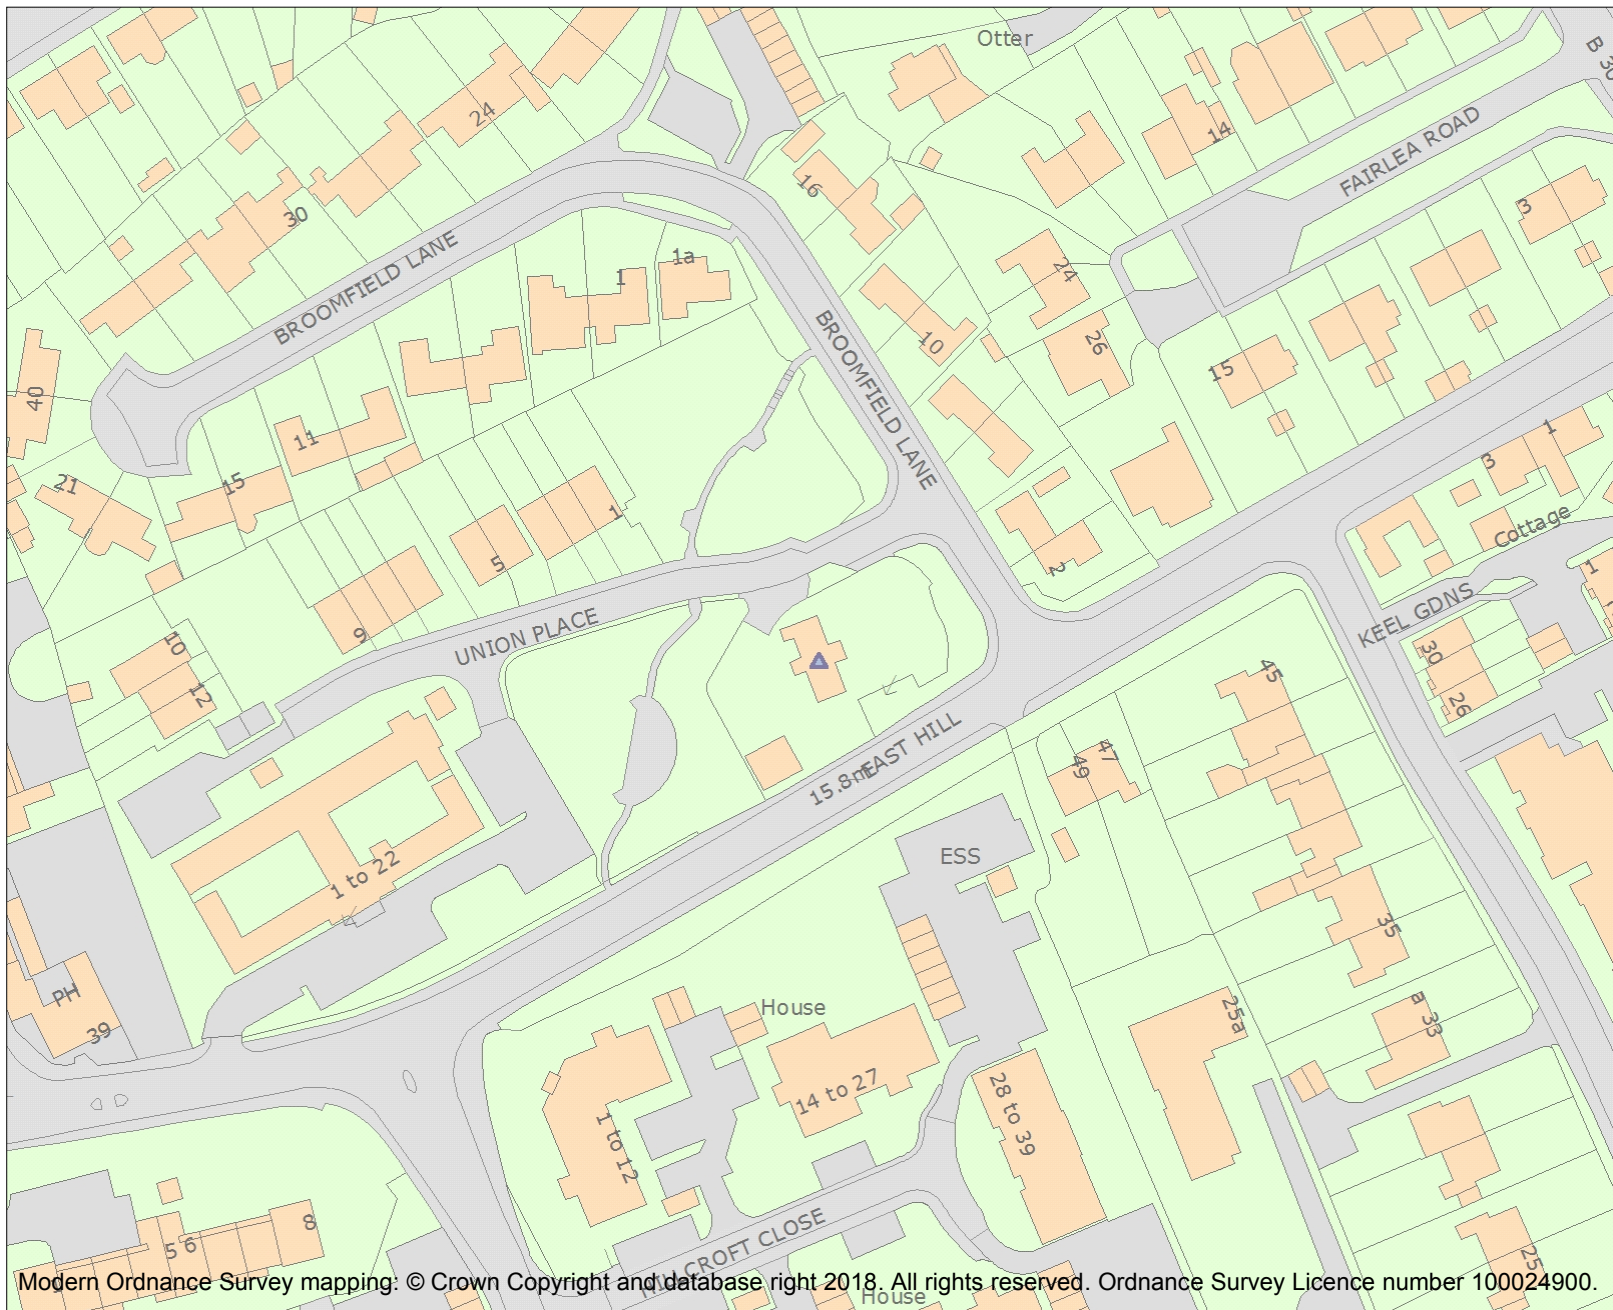 Otter
B 30
24
14
FAIRLEA ROAD
16
3
30
BROOMFIELD LANE
1a
1
24
10
26
15
BROOMFIELD LANE
40
11
21
15
1
3
1
5
2
Cottage
1
KEEL GDNS
UNION PLACE
9
10
12
30
26
45
EAST HILL
15.8m
47
49
ESS
1 to 22
35
PH
39
House
25a
a
33
14 to 27
28 to 39
1 to 12
5 6
8
HILLCROFT CLOSE
25
House
Modern Ordnance Survey mapping: © Crown Copyright and database right 2018. All rights reserved. Ordnance Survey Licence number 100024900.